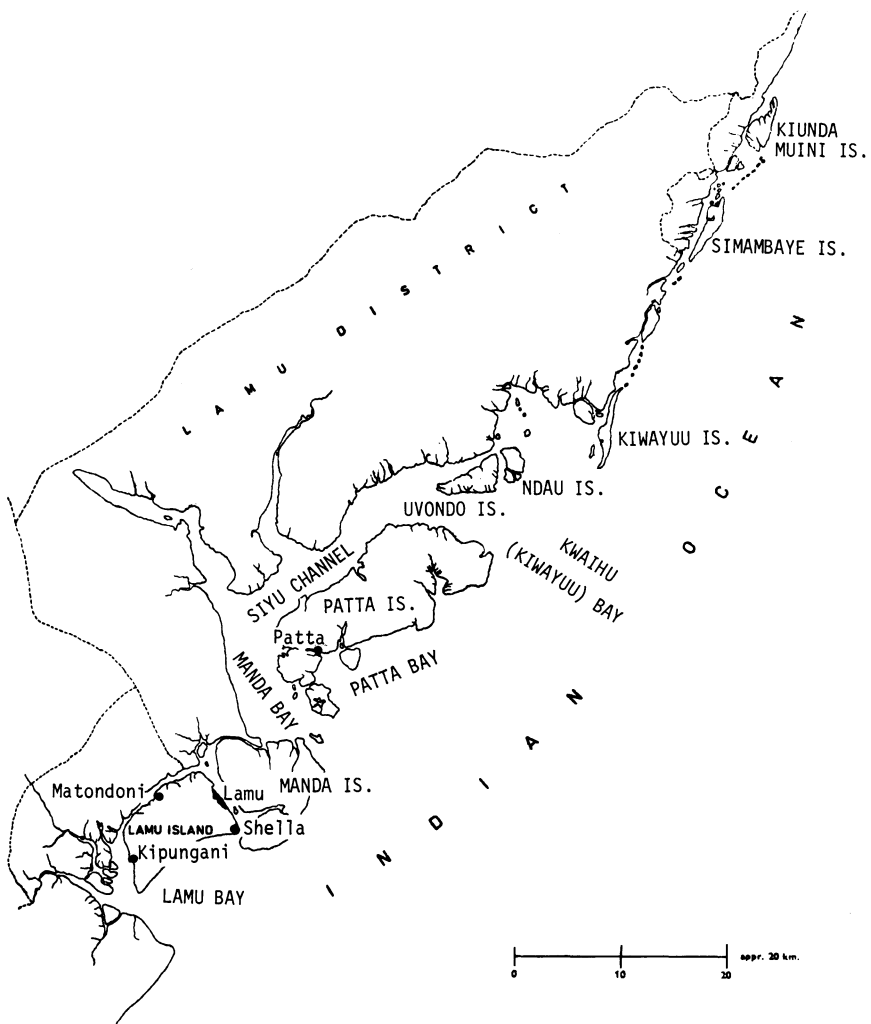 KIUNDA
MUINI IS.
SIMAMBAYE IS.
LAMU DISTRICT
KIWAYUU IS.
NDAU IS.
UVONDO IS.
KWAIHU
(KIWAYUU) BAY
SIYU CHANNEL
PATTA IS.
Patta
PATTA BAY
MANDA BAY
MANDA IS.
Matondoni
Lamu
LAMU ISLAND
Shella
Kipungani
LAMU BAY
INDIAN OCEAN
appr. 20 km.
0 10 20